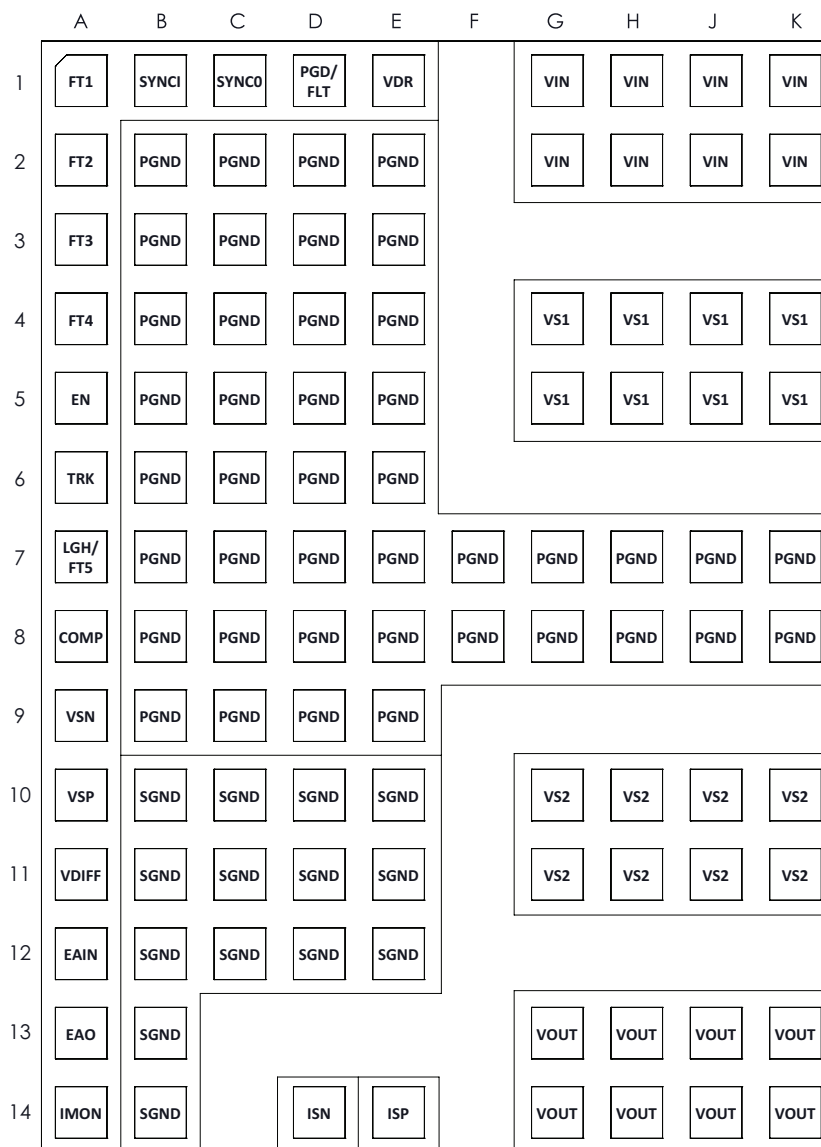 A B C D E F G H J K
1 FT1 SYNCI SYNC0 PGD/ FLT VDR VIN VIN VIN VIN
2 FT2 PGND PGND PGND PGND VIN VIN VIN VIN
3 FT3 PGND PGND PGND PGND
4 FT4 PGND PGND PGND PGND VS1 VS1 VS1 VS1
5 EN PGND PGND PGND PGND VS1 VS1 VS1 VS1
6 TRK PGND PGND PGND PGND
7 LGH/ FT5 PGND PGND PGND PGND PGND PGND PGND PGND PGND
8 COMP PGND PGND PGND PGND PGND PGND PGND PGND PGND
9 VSN PGND PGND PGND PGND
10 VSP SGND SGND SGND SGND VS2 VS2 VS2 VS2
11 VDIFF SGND SGND SGND SGND VS2 VS2 VS2 VS2
12 EAIN SGND SGND SGND SGND
13 EAO SGND VOUT VOUT VOUT VOUT
14 IMON SGND ISN ISP VOUT VOUT VOUT VOUT